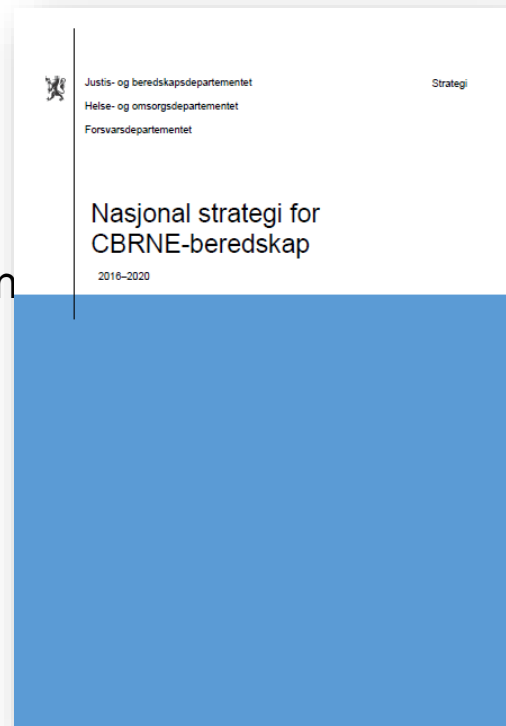 Justis- og beredskapsdepartementet
Strategi
Helse- og omsorgsdepartementet
Forsvarsdepartementet
Nasjonal strategi for
CBRNE-beredskap
2016–2020
n